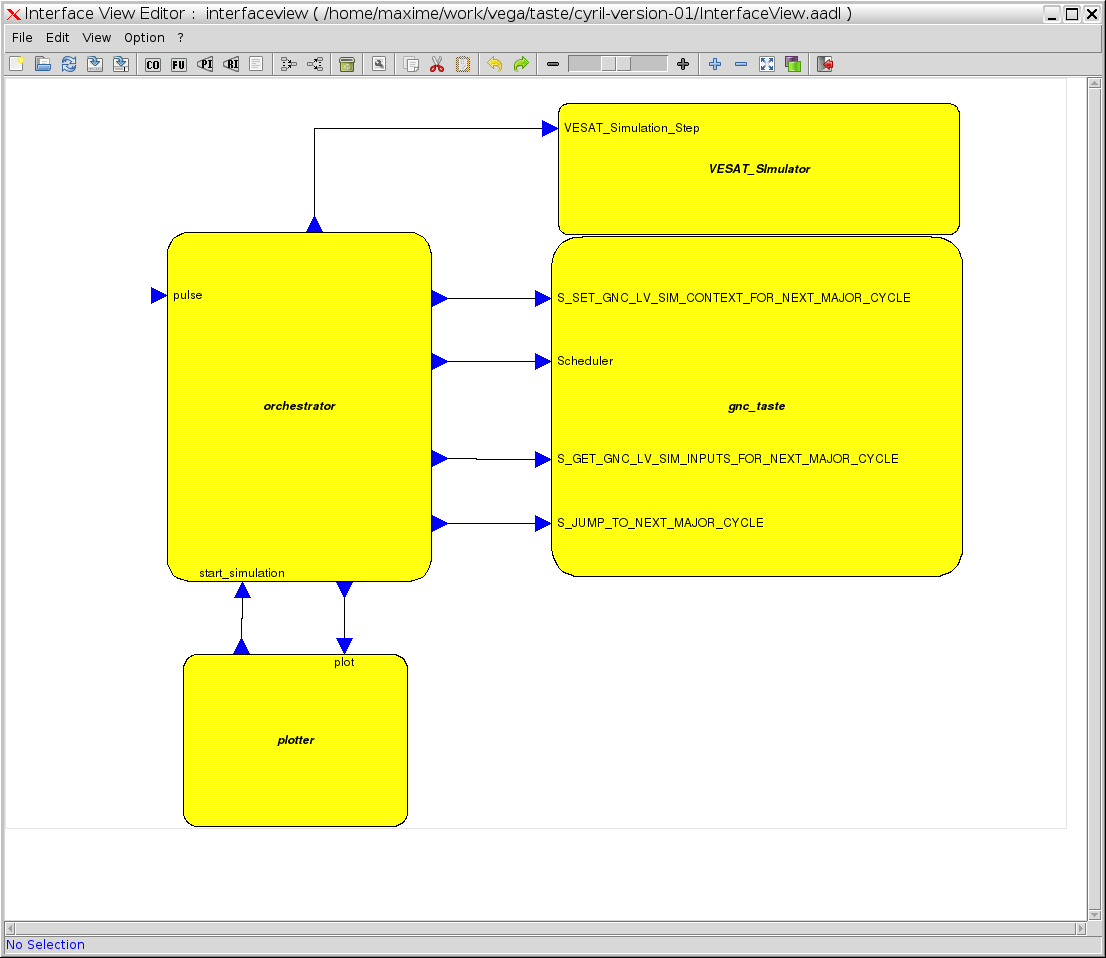 Interface View Editor : interfaceview ( /home/maxime/work/vega/taste/cyril-version-01/InterfaceView.aadl )
File Edit View Option ?
CO FU PI RI
VESAT_Simulation_Step
VESAT_SImulator
pulse
S_SET_GNC_LV_SIM_CONTEXT_FOR_NEXT_MAJOR_CYCLE
Scheduler
orchestrator
gnc_taste
S_GET_GNC_LV_SIM_INPUTS_FOR_NEXT_MAJOR_CYCLE
S_JUMP_TO_NEXT_MAJOR_CYCLE
start_simulation
plot
plotter
No Selection